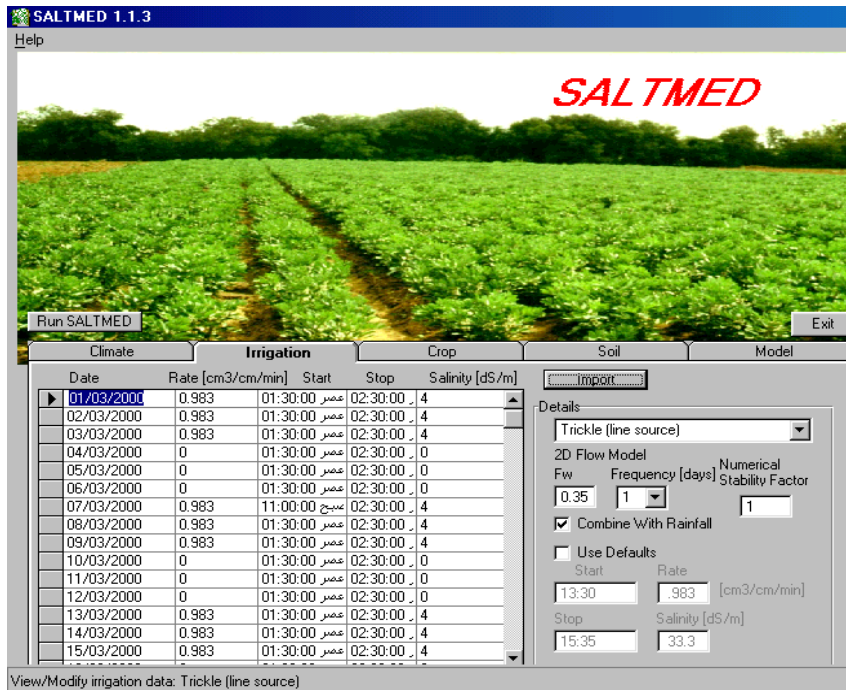 SALTMED 1.1.3
Help
SALTMED
Run SALTMED
Exit
Climate Irrigation Crop Soil Model
Date Rate [cm3/cm/min] Start Stop Salinity [dS/m]
01/03/2000 0.983 01:30:00 عصر 02:30:00 4
02/03/2000 0.983 01:30:00 عصر 02:30:00 4
03/03/2000 0.983 01:30:00 عصر 02:30:00 4
04/03/2000 0 01:30:00 عصر 02:30:00 0
05/03/2000 0 01:30:00 عصر 02:30:00 0
06/03/2000 0 01:30:00 عصر 02:30:00 0
07/03/2000 0.983 11:00:00 صبح 02:30:00 4
08/03/2000 0.983 01:30:00 عصر 02:30:00 4
09/03/2000 0.983 01:30:00 عصر 02:30:00 4
10/03/2000 0 01:30:00 عصر 02:30:00 0
11/03/2000 0 01:30:00 عصر 02:30:00 0
12/03/2000 0 01:30:00 عصر 02:30:00 0
13/03/2000 0.983 01:30:00 عصر 02:30:00 4
14/03/2000 0.983 01:30:00 عصر 02:30:00 4
15/03/2000 0.983 01:30:00 عصر 02:30:00 4
import
Details
Trickle (line source)
2D Flow Model
Fw Frequency [days] Numerical Stability Factor
0.35 1 1
Combine With Rainfall
Use Defaults
Start Rate
13:30 .983 [cm3/cm/min]
Stop Salinity [dS/m]
15:35 33.3
View/Modify irrigation data: Trickle (line source)